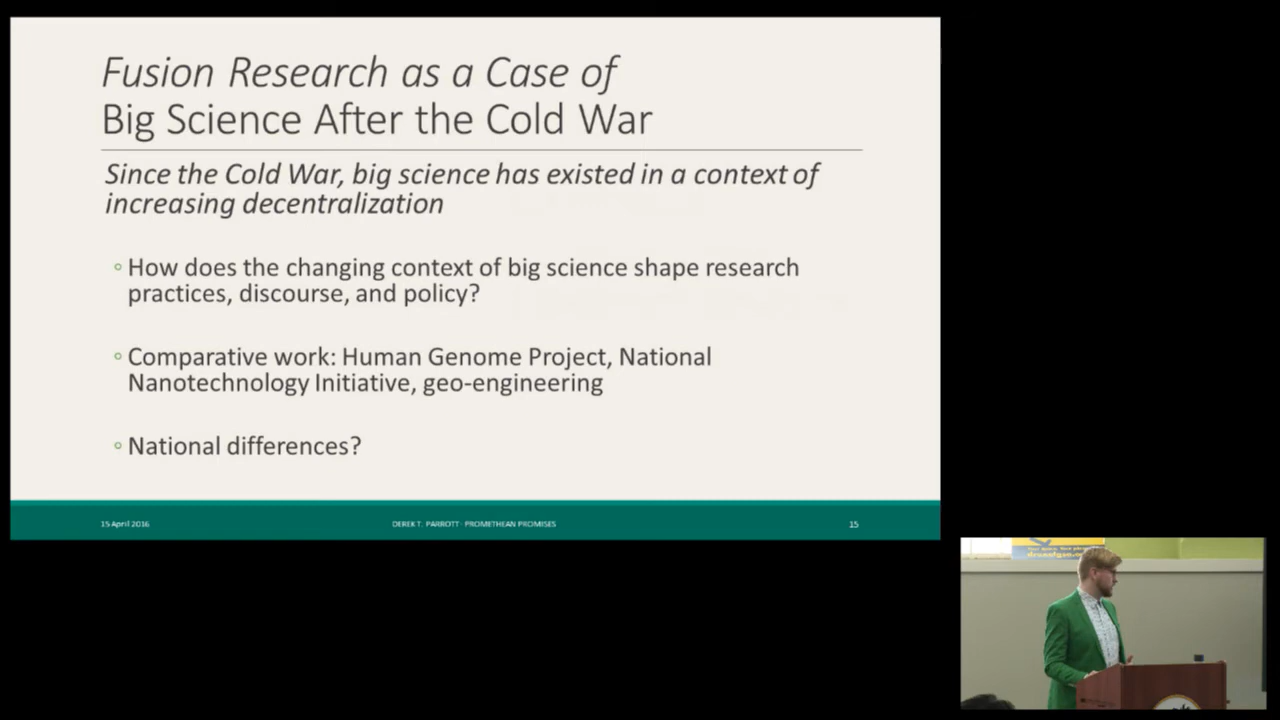 Fusion Research as a Case of
Big Science After the Cold War
Since the Cold War, big science has existed in a context of
increasing decentralization
◦ How does the changing context of big science shape research
practices, discourse, and policy?
◦ Comparative work: Human Genome Project, National
Nanotechnology Initiative, geo-engineering
◦ National differences?
15 April 2016
DEREK T. PARROTT · PROMETHEAN PROMISES
15